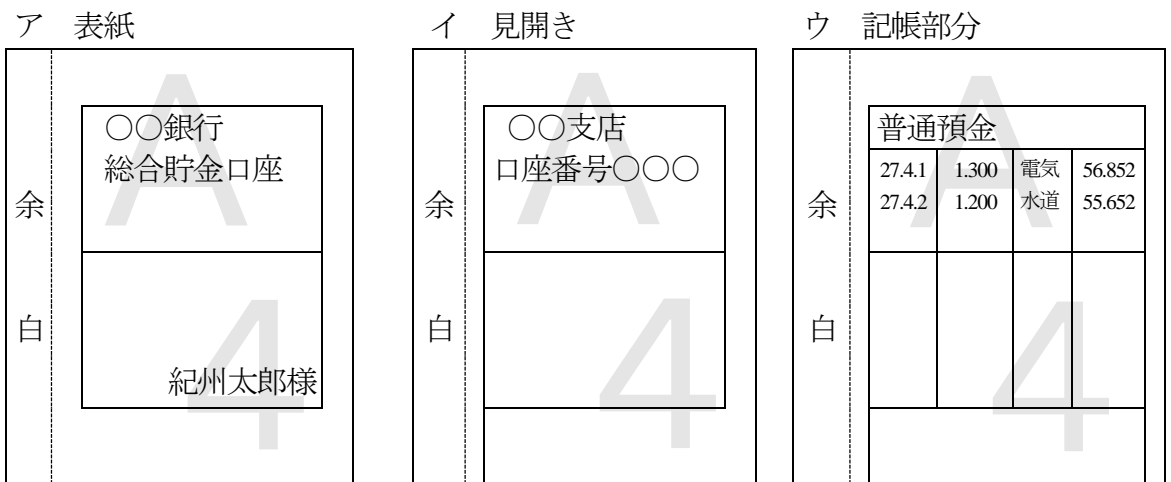 ア 表紙
A4
余白
○○銀行
総合貯金口座
紀州太郎様
イ 見開き
A4
余白
○○支店
口座番号○○○
ウ 記帳部分
A4
余白
普通預金
27.4.1 1.300 電気 56.852
27.4.2 1.200 水道 55.652